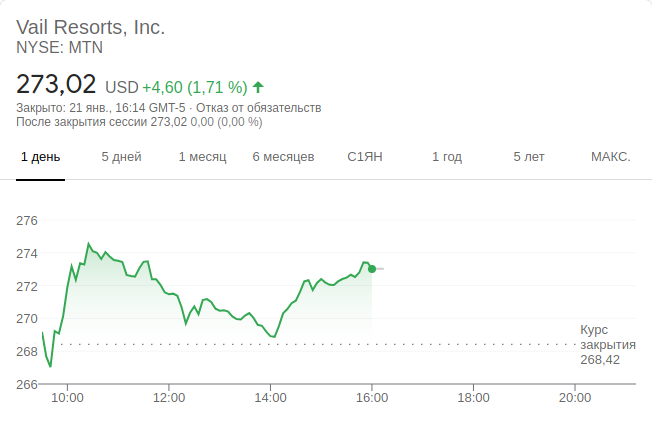 Vail Resorts, Inc.
NYSE: MTN
273,02 USD +4,60 (1,71 %)
Закрыто: 21 янв., 16:14 GMT-5 · Отказ от обязательств
После закрытия сессии 273,02 0,00 (0,00 %)
1 день 5 дней 1 месяц 6 месяцев С1ЯН 1 год 5 лет МАКС.
276
274
272
270
268
266
Курс
закрытия
268,42
10:00 12:00 14:00 16:00 18:00 20:00